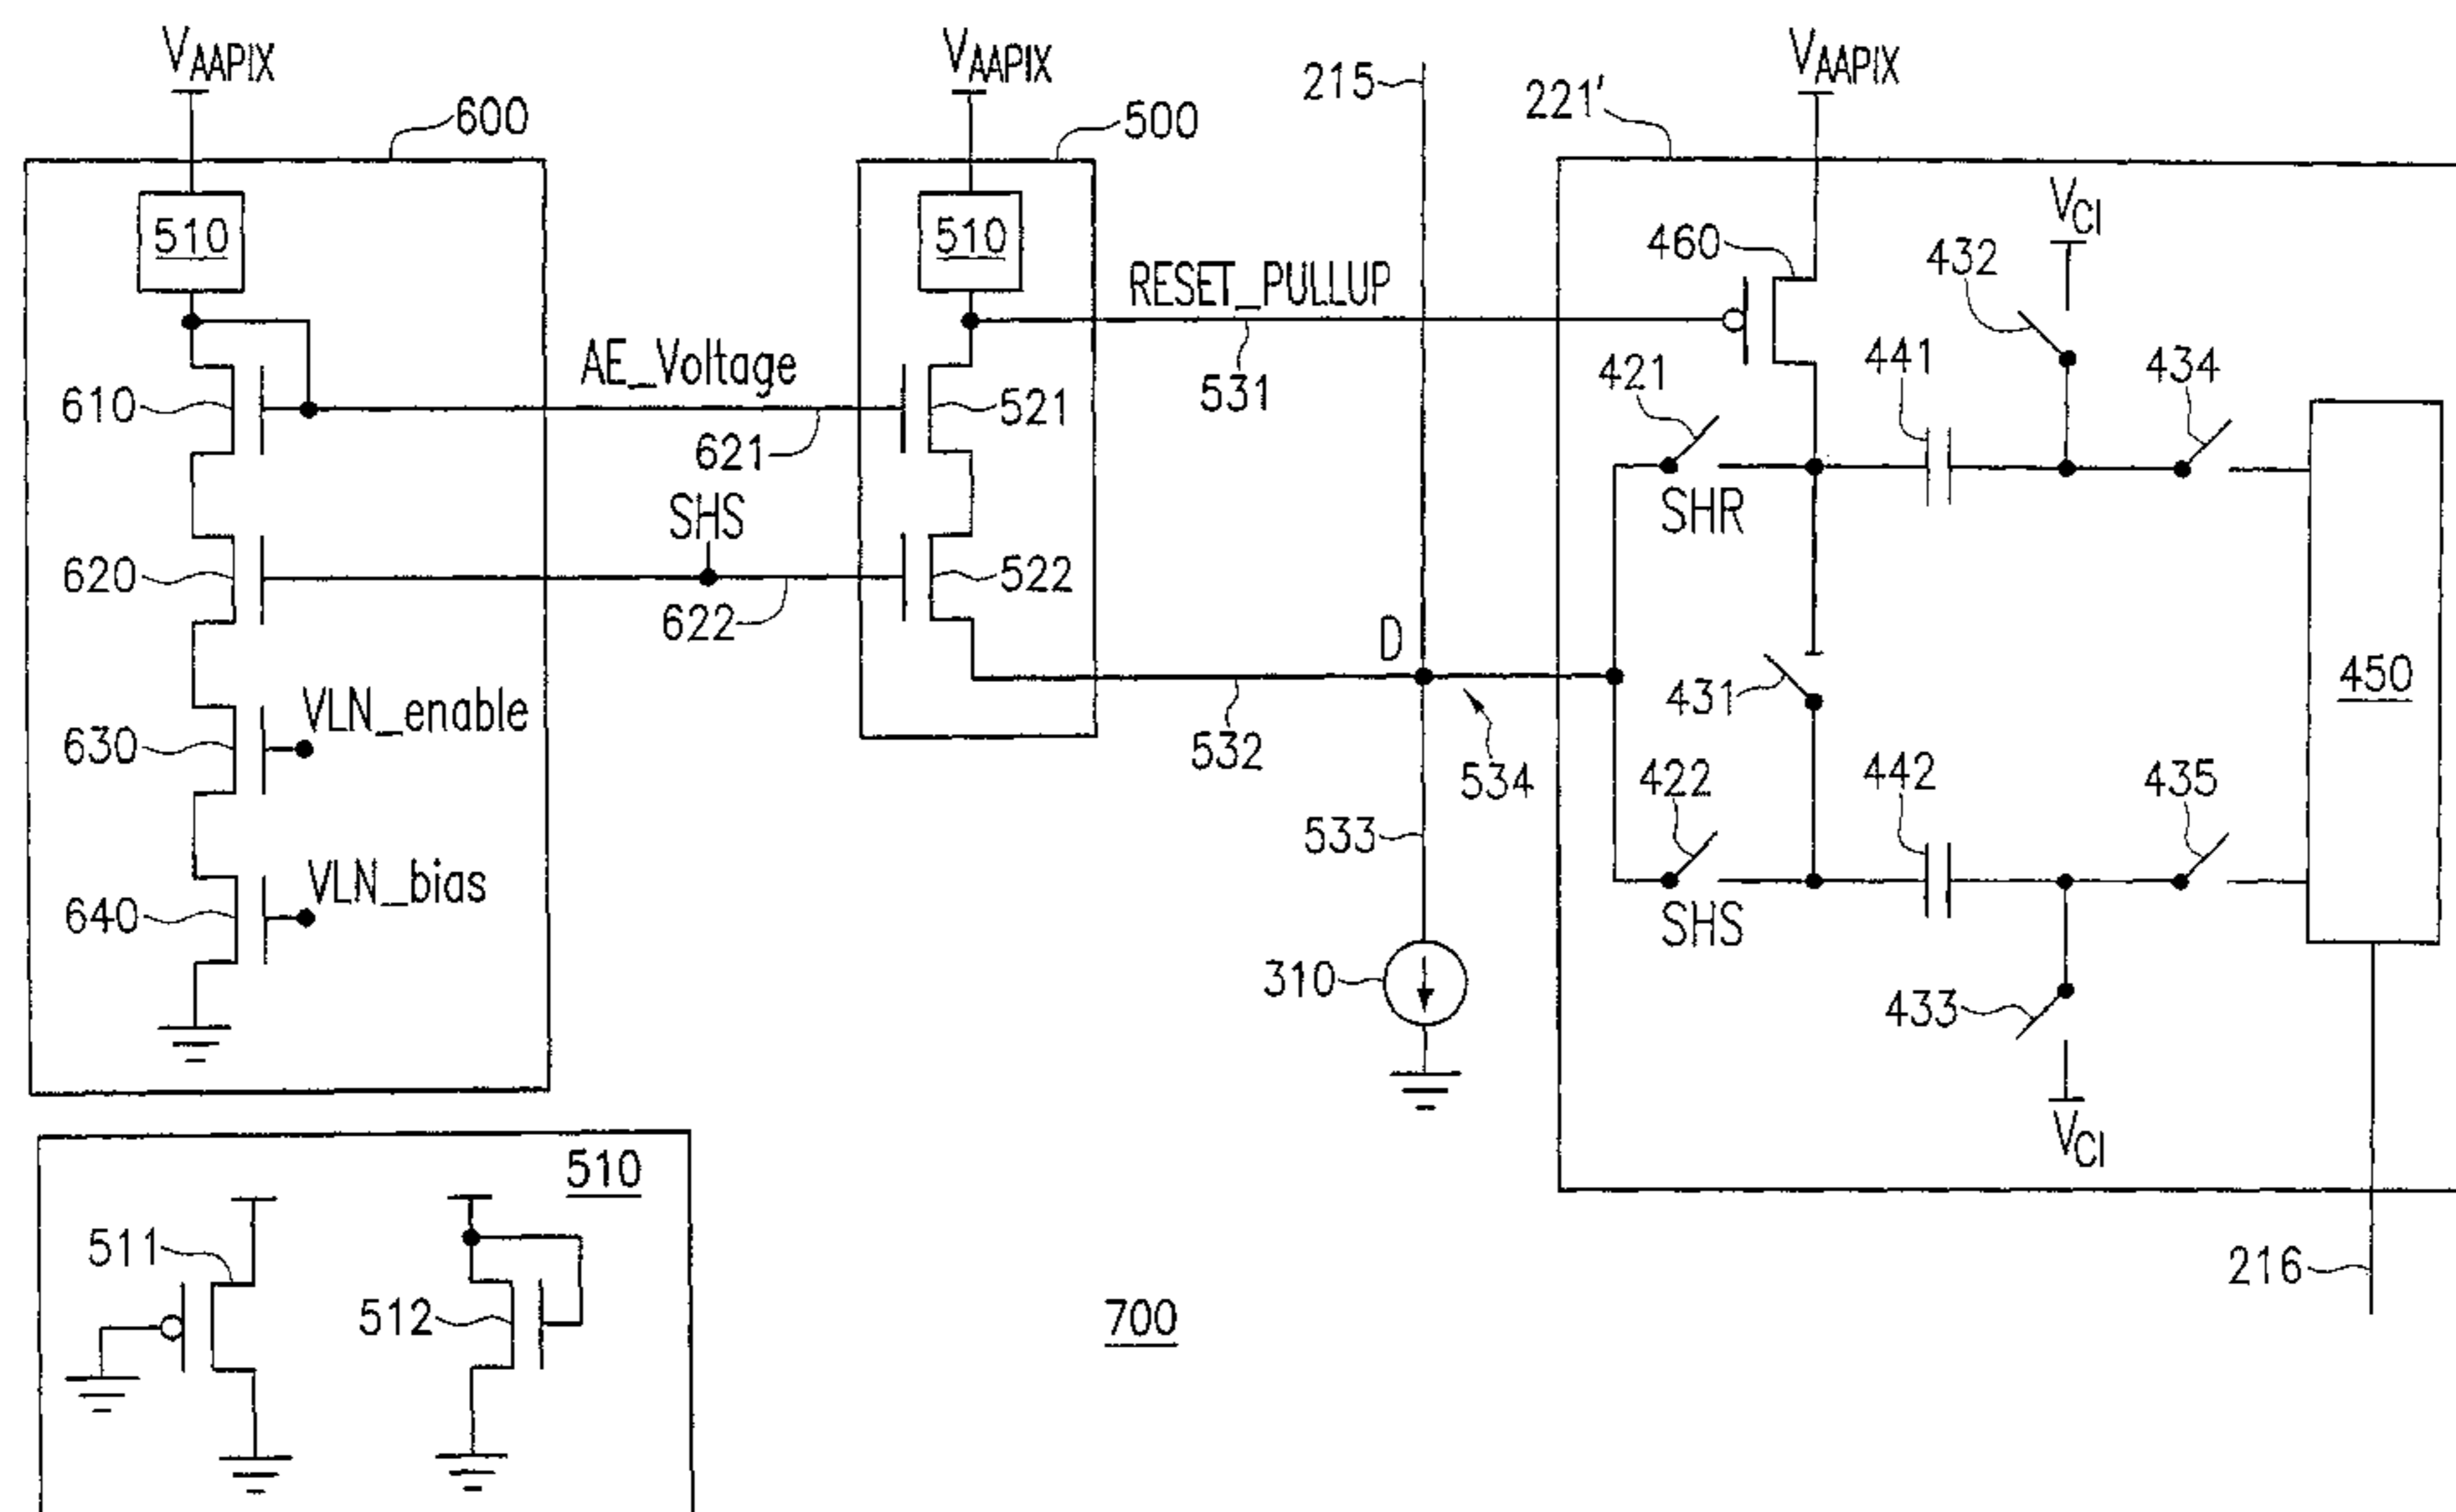 VAAPIX
VAAPIX
VAAPIX
600
500
215
221'
510
510
VCI
460
432
RESET_PULLUP
AE_Voltage
421
441
434
610
521
531
621
SHS
SHR
620
522
622
D
450
431
VLN_enable
630
532
534
422
442
435
533
VLN_bias
640
SHS
310
433
VCI
510
511
216
512
700